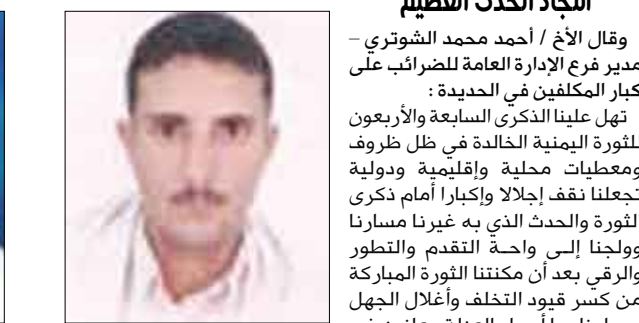 الحدث العظيم
وقال الأخ / أحمد محمد الشوتري –
مدير فرع الإدارة العامة للضرائب على
كبار المكلفين في الحديدة :
تهل علينا الذكرى السابعة والأربعون
للثورة اليمنية الخالدة في ظل ظروف
ومعطيات محلية وإقليمية ودولية
تجعلنا نقف إجلالا وإكبارا أمام ذكرى
الثورة والحدث الذي به غيرنا مسارنا
وولجنا إلى واحة التقدم والتطور
والرقي بعد أن مكنتنا الثورة المباركة
من كسر قيود التخلف وأغلال الجهل